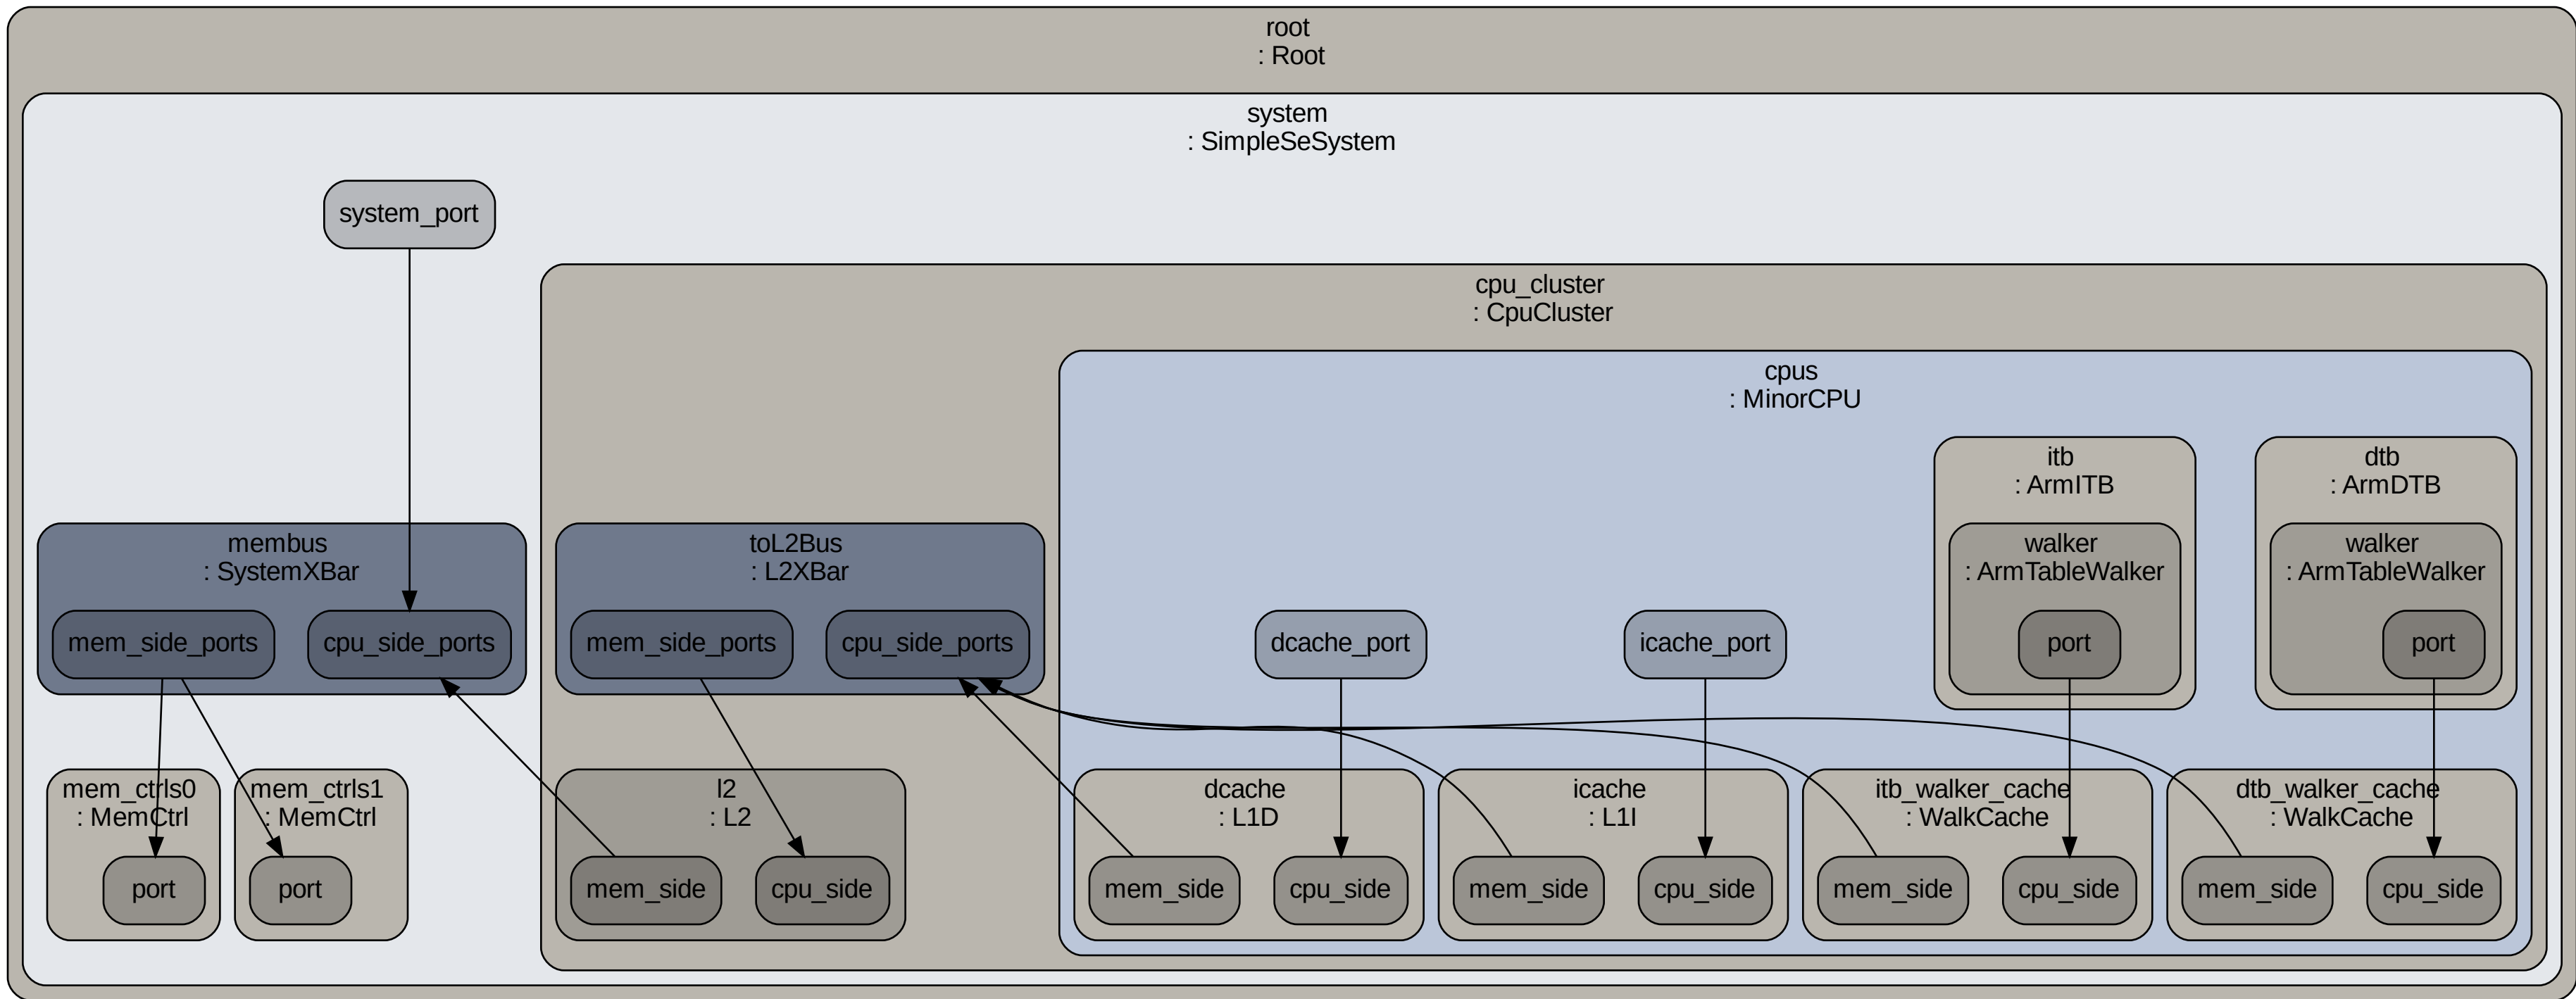 root
: Root
system
: SimpleSeSystem
system_port
cpu_cluster
: CpuCluster
cpus
: MinorCPU
itb
: ArmITB
dtb
: ArmDTB
membus
: SystemXBar
toL2Bus
: L2XBar
walker
: ArmTableWalker
walker
: ArmTableWalker
mem_side_ports
cpu_side_ports
mem_side_ports
cpu_side_ports
dcache_port
icache_port
port
port
mem_ctrls0
: MemCtrl
mem_ctrls1
: MemCtrl
l2
: L2
dcache
: L1D
icache
: L1I
itb_walker_cache
: WalkCache
dtb_walker_cache
: WalkCache
port
port
mem_side
cpu_side
mem_side
cpu_side
mem_side
cpu_side
mem_side
cpu_side
mem_side
cpu_side